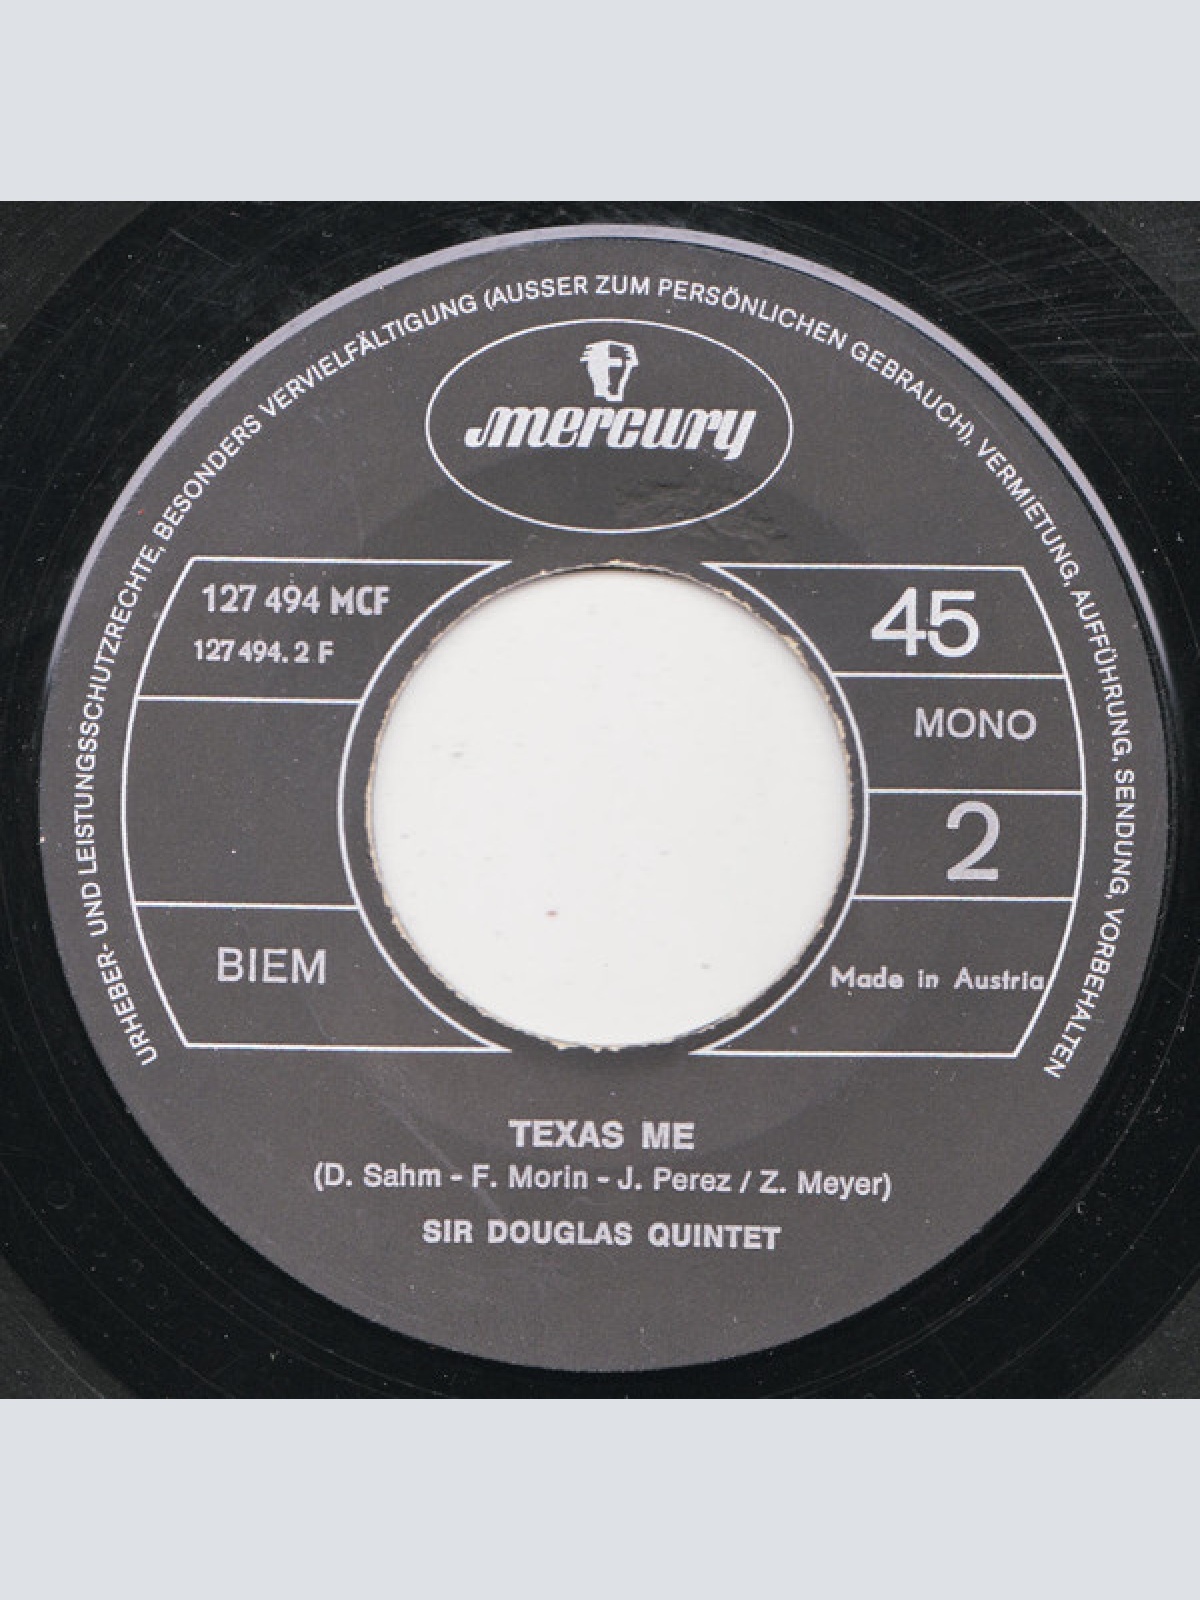 URHEBER- UND LEISTUNGSSCHUTZRECHTE, BESONDERS VERVIELFÄLTIGUNG (AUSSER ZUM PERSÖNLICHEN GEBRAUCH), VERMIETUNG, AUFFÜHRUNG, SENDUNG, VORBEHALTEN
mercury
127 494 MCF
127 494. 2 F
BIEM
45
MONO
2
Made in Austria
TEXAS ME
(D. Sahm - F. Morin - J. Perez / Z. Meyer)
SIR DOUGLAS QUINTET